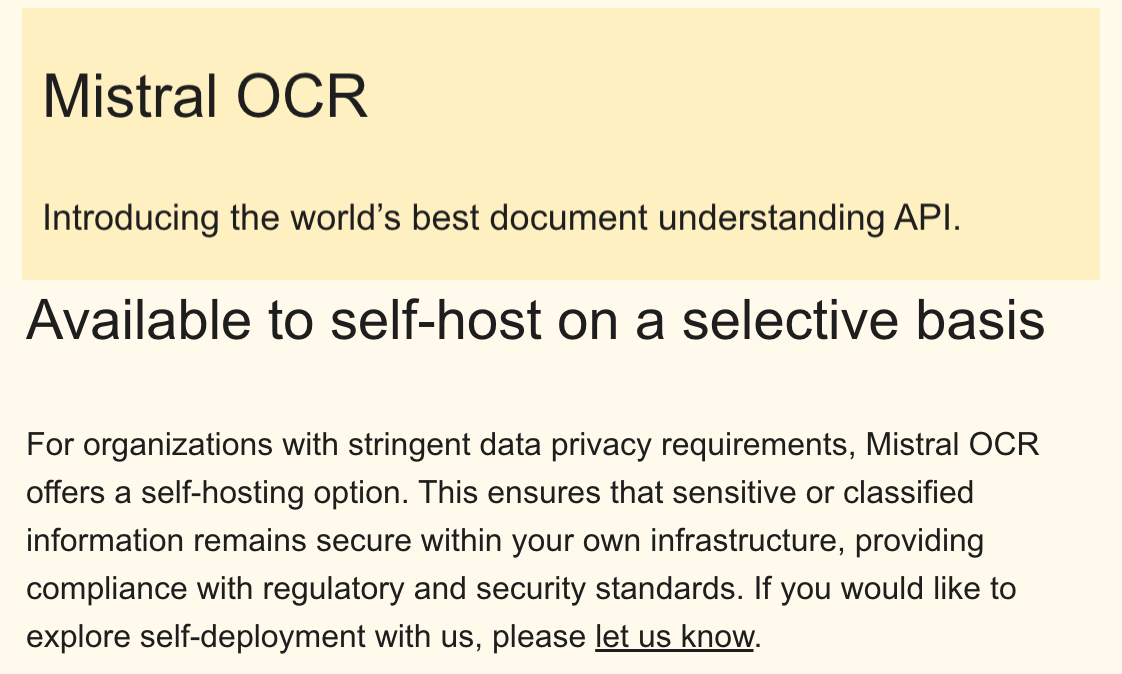 Mistral OCR
Introducing the world’s best document understanding API.
Available to self-host on a selective basis
For organizations with stringent data privacy requirements, Mistral OCR
offers a self-hosting option. This ensures that sensitive or classified
information remains secure within your own infrastructure, providing
compliance with regulatory and security standards. If you would like to
explore self-deployment with us, please let us know.